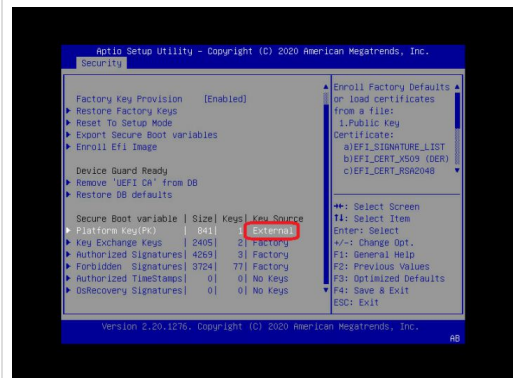 Aptio Setup Utility - Copyright (C) 2020 American Megatrends, Inc.
Security
Factory Key Provision [Enabled]
Restore Factory Keys
Reset To Setup Mode
Export Secure Boot variables
Enroll Efi Image
Device Guard Ready
Remove 'UEFI CA' from DB
Restore DB defaults
Secure Boot variable | Size| Keys| Key Source
Platform Key(PK) | 841| 1| External
Key Exchange Keys | 2405| 2| Factory
Authorized Signatures| 4269| 3| Factory
Forbidden Signatures| 3724| 77| Factory
Authorized TimeStamps| 0| 0| No Keys
OsRecovery Signatures| 0| 0| No Keys
Enroll Factory Defaults
or load certificates
from a file:
1.Public Key
Certificate:
a)EFI_SIGNATURE_LIST
b)EFI_CERT_X509 (DER)
c)EFI_CERT_RSA2048
→←: Select Screen
↑↓: Select Item
Enter: Select
+/-: Change Opt.
F1: General Help
F2: Previous Values
F3: Optimized Defaults
F4: Save & Exit
ESC: Exit
Version 2.20.1276. Copyright (C) 2020 American Megatrends, Inc.
AB